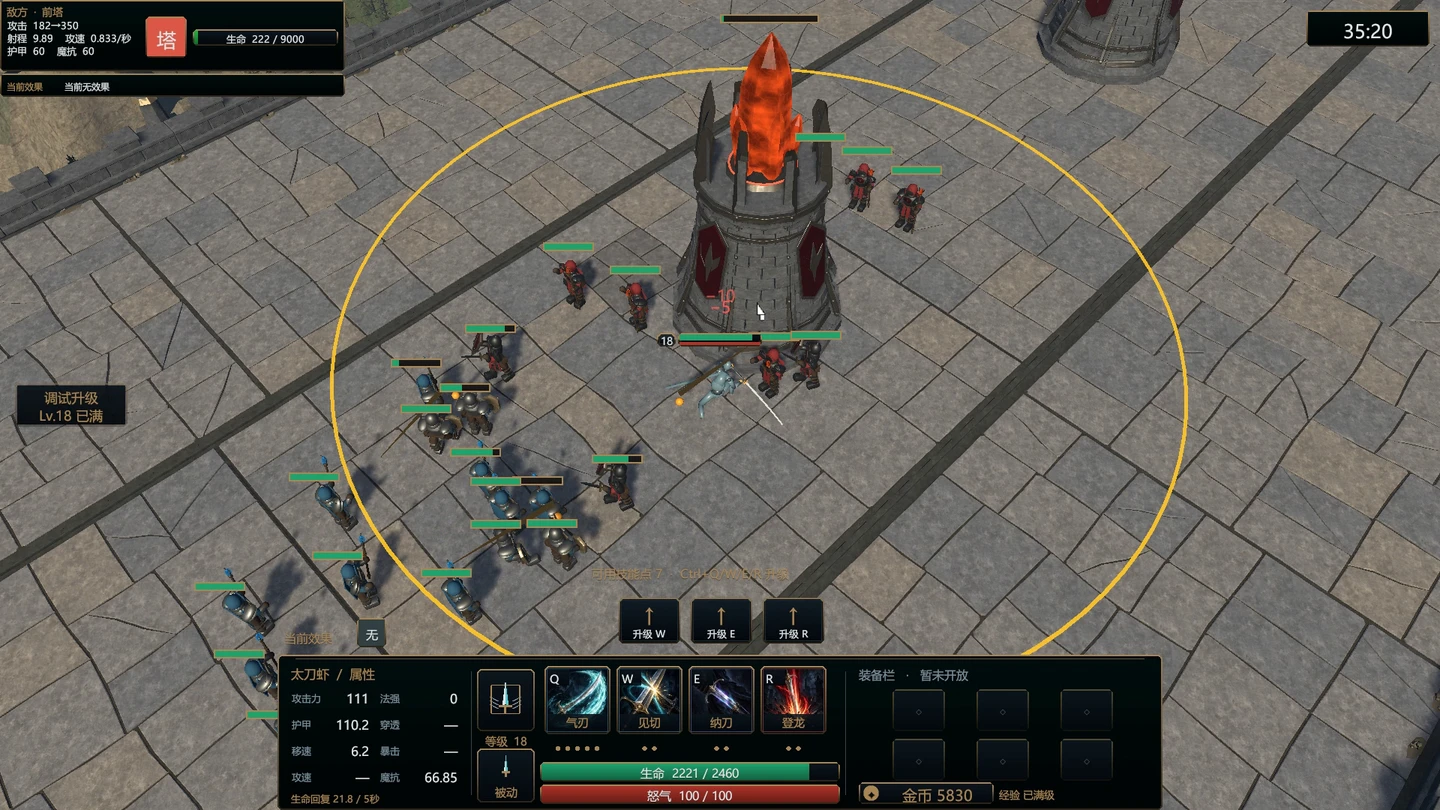 敌方 · 前塔
攻击 182→350
射程 9.89 攻速 0.833/秒
护甲 60 魔抗 60
塔
生命 222 / 9000
当前效果 当前无效果
35:20
-10
-5
18
调试升级
Lv.18 已满
可用技能点 7
升级 W
升级 E
升级 R
当前效果
无
太刀虾 / 属性
攻击力 111 法强 0
护甲 110.2 穿透 —
移速 6.2 暴击 —
攻速 — 魔抗 66.85
生命回复 21.8 / 5秒
等级 18
被动
Q 气刃
W 见切
E 纳刀
R 登龙
生命 2221 / 2460
怒气 100 / 100
装备栏 · 暂未开放
金币 5830
经验 已满级